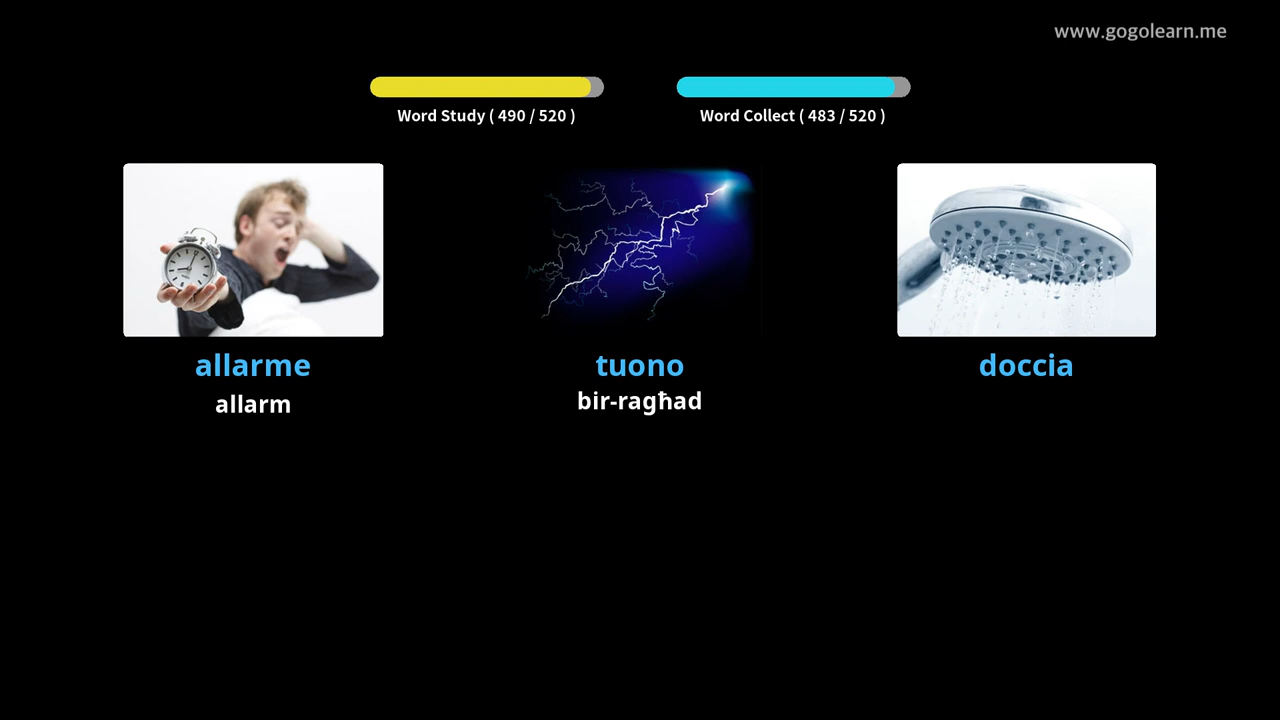 www.gogolearn.me
Word Study ( 490 / 520 )
Word Collect ( 483 / 520 )
allarme
allarm
tuono
bir-ragħad
doccia